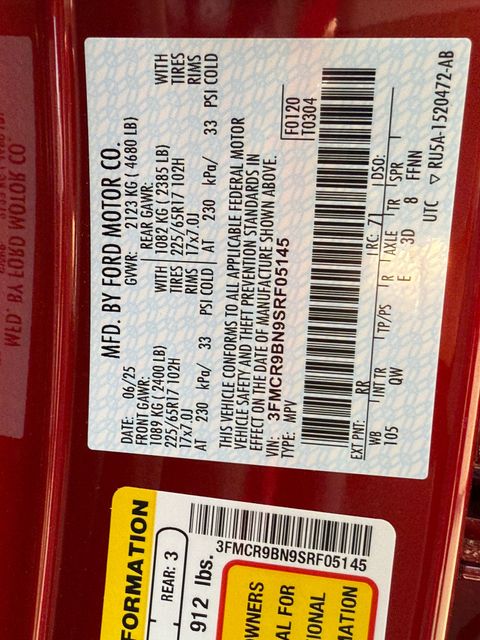 MFD. BY FORD MOTOR CO.
DATE: 06/25
GVWR: 2123 KG ( 4680 LB)
FRONT GAWR:
REAR GAWR:
1089 KG ( 2400 LB)
WITH
1082 KG ( 2385 LB)
WITH
225/65R17 102H
TIRES
225/65R17 102H
TIRES
17x7.0J
RIMS
17x7.0J
RIMS
AT 230 kPa/ 33 PSI COLD
AT 230 kPa/ 33 PSI COLD
THIS VEHICLE CONFORMS TO ALL APPLICABLE FEDERAL MOTOR
VEHICLE SAFETY AND THEFT PREVENTION STANDARDS IN
EFFECT ON THE DATE OF MANUFACTURE SHOWN ABOVE.
VIN: 3FMCR9BN9SRF05145
TYPE: MPV
F0120
T0304
EXT PNT: RR
RC: 71
DSO:
WB
INT TR
TP/PS
R
AXLE
TR
SPR
105
QW
E
3D
8
FFNN
UTC
RU5A-1520472-AB
FORMATION
REAR: 3
912 lbs.
3FMCR9BN9SRF05145
OWNERS
AL FOR
IONAL
ATION
MFD. BY FORD MOTOR CO